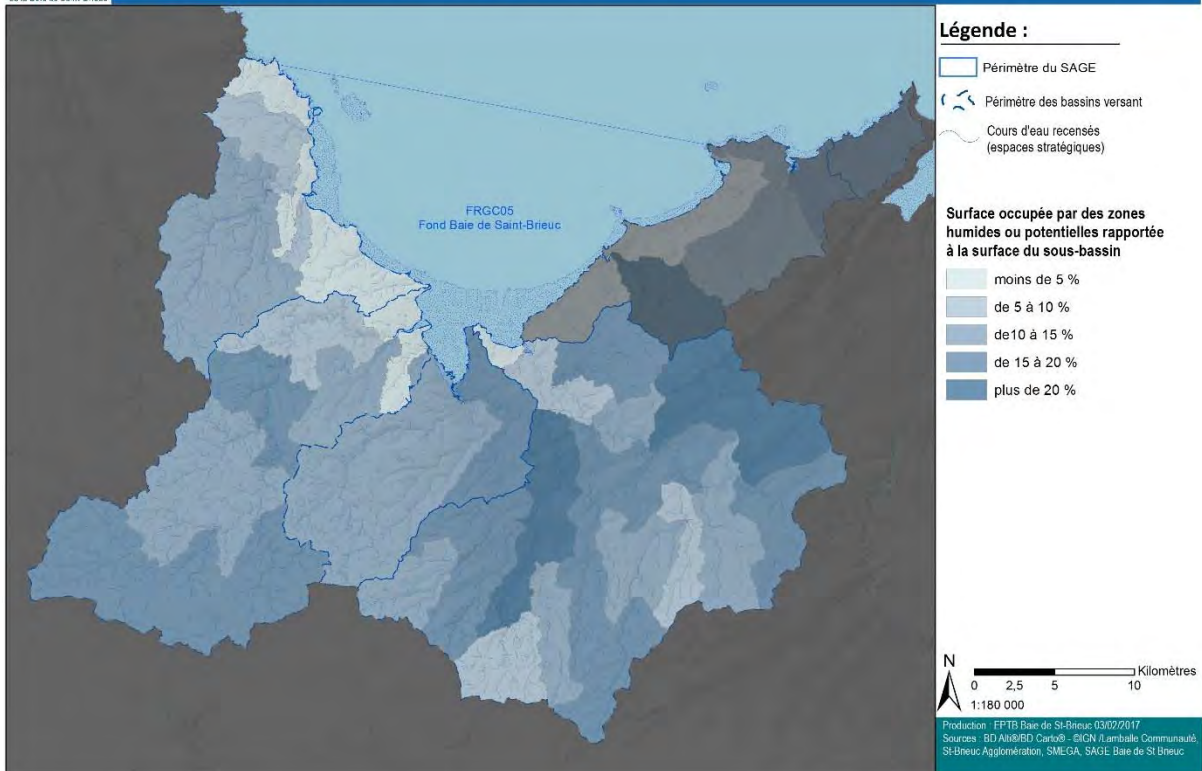 Légende :
Périmètre du SAGE
Périmètre des bassins versant
Cours d'eau recensés
(espaces stratégiques)
Surface occupée par des zones
humides ou potentielles rapportée
à la surface du sous-bassin
moins de 5 %
de 5 à 10 %
de10 à 15 %
de 15 à 20 %
plus de 20 %
FRGC05
Fond Baie de Saint-Brieuc
N
Kilomètres
0 2,5 5 10
1:180 000
Production : EPTB Baie de St-Brieuc 03/02/2017
Sources : BD Alti®/BD Carto® - ©IGN /Lamballe Communauté,
St-Brieuc Agglomération, SMEGA, SAGE Baie de St Brieuc